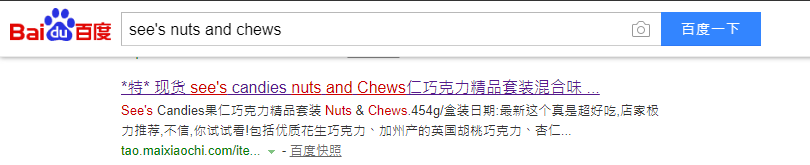 Bai du 百度
see's nuts and chews
百度一下
*特* 现货 see's candies nuts and Chews仁巧克力精品套装混合味 ...
See's Candies果仁巧克力精品套装 Nuts & Chews.454g/盒装日期:最新这个真是超好吃,店家极
力推荐,不信,你试试看!包括优质花生巧克力、加州产的英国胡桃巧克力、杏仁...
tao.maixiaochi.com/ite... - 百度快照